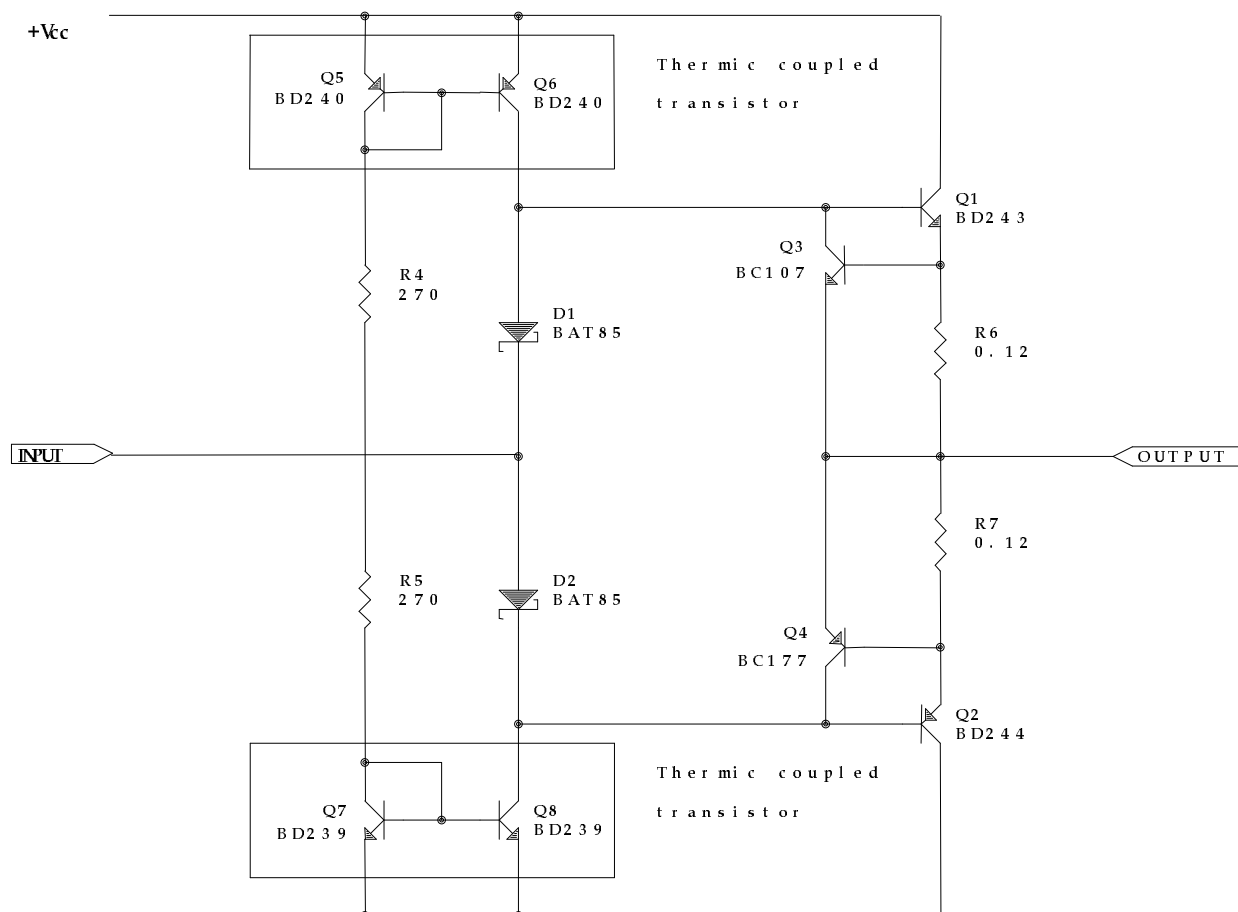 +Vcc
Thermic coupled
transistor
Q5
BD240
Q6
BD240
Q1
BD243
Q3
BC107
R4
270
D1
BAT85
R6
0.12
INPUT
OUTPUT
R7
0.12
R5
270
D2
BAT85
Q4
BC177
Q2
BD244
Thermic coupled
transistor
Q7
BD239
Q8
BD239